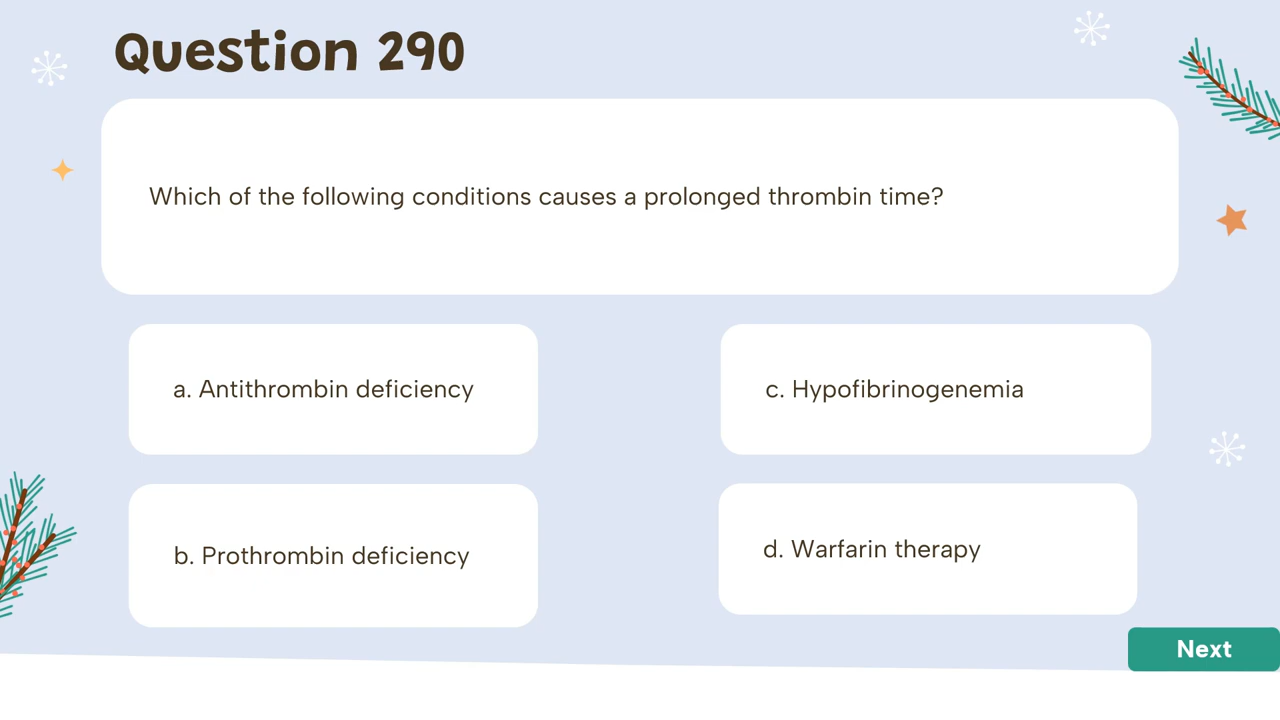 Question 290
Which of the following conditions causes a prolonged thrombin time?
a. Antithrombin deficiency
c. Hypofibrinogenemia
b. Prothrombin deficiency
d. Warfarin therapy
Next